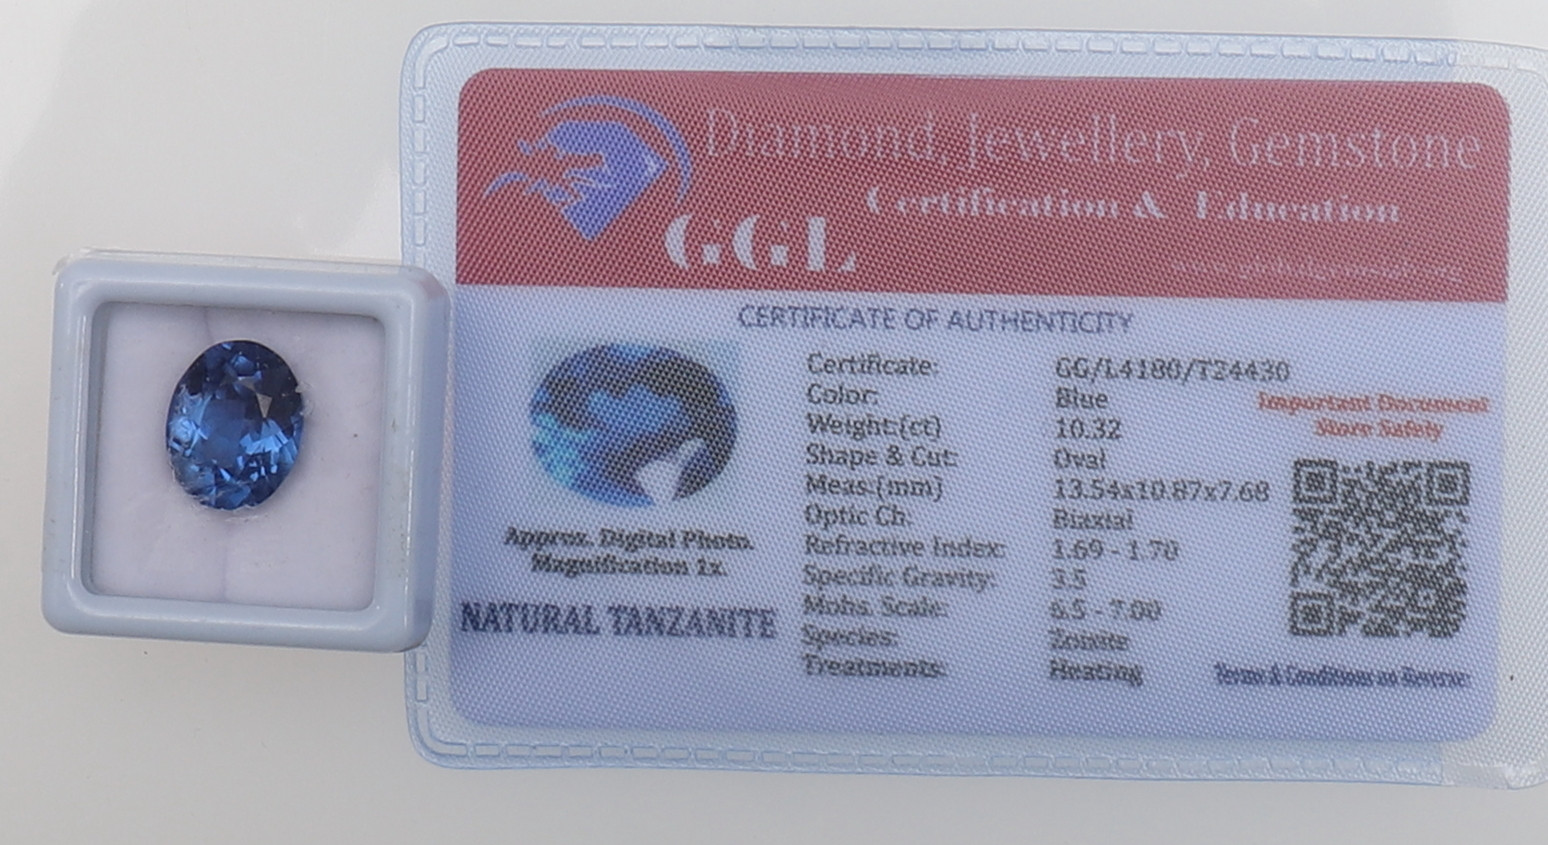 Diamond, Jewellery, Gemstone
Certification & Education
GGL
CERTIFICATE OF AUTHENTICITY
Certificate: GG/L4180/T24430
Color: Blue
Weight:(ct) 10.32
Shape & Cut: Oval
Meas:(mm) 13.54x10.87x7.68
Optic Ch. Biaxial
Refractive Index: 1.69 - 1.70
Specific Gravity: 3.5
Mohs. Scale: 6.5 - 7.00
Species: Zoisite
Treatments: Heating
Approx. Digital Photo.
Magnification 1x
NATURAL TANZANITE
Important Document
Store Safely
Terms & Conditions on Reverse